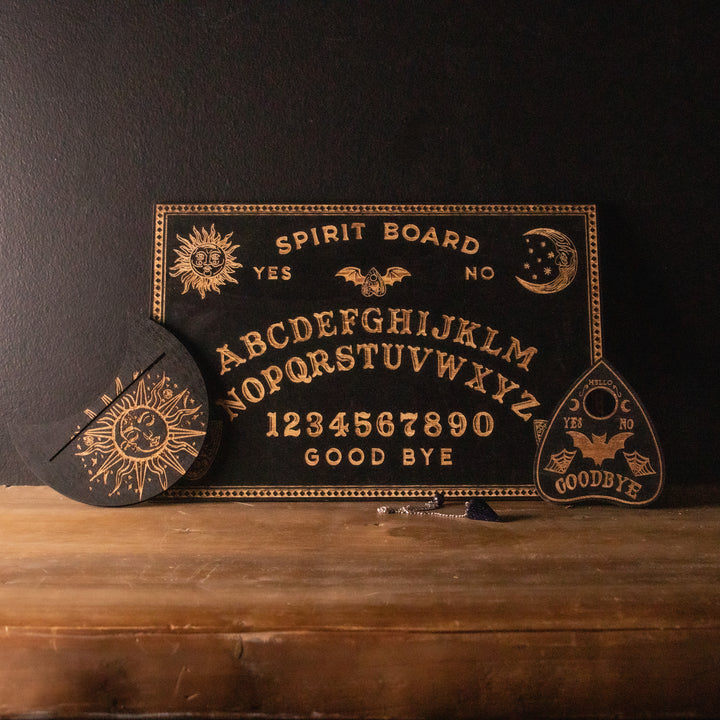 SPIRIT BOARD
YES NO
ABCDEFGHIJKLM
NOPQRSTUVWXYZ
1234567890
GOOD BYE
HELLO
YES NO
GOODBYE